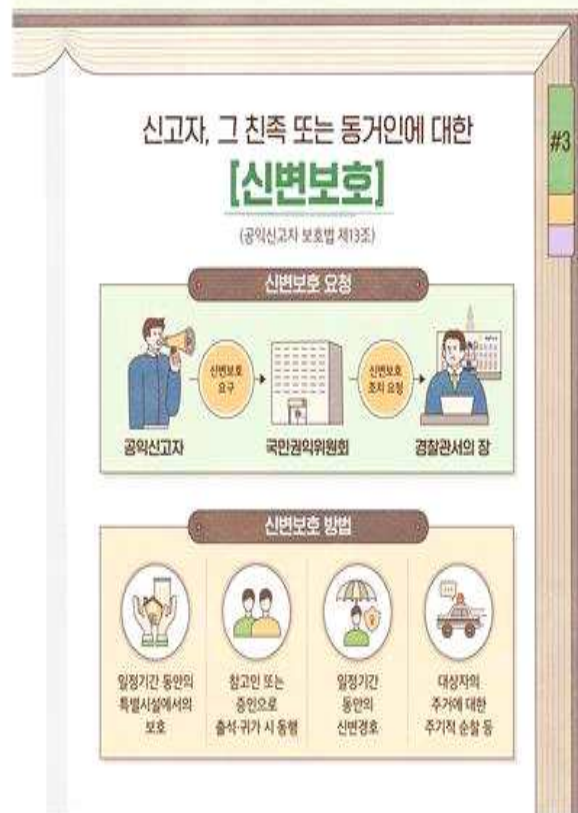 신고자, 그 친족 또는 동거인에 대한
[신변보호]
(공익신고자 보호법 제13조)
#3
신변보호 요청
신변보호
요구
신변보호
조치 요청
공익신고자
국민권익위원회
경찰관서의 장
신변보호 방법
일정기간 동안의
특별시설에서의
보호
참고인 또는
증인으로
출석·귀가 시 동행
일정기간
동안의
신변경호
대상자의
주거에 대한
주기적 순찰 등